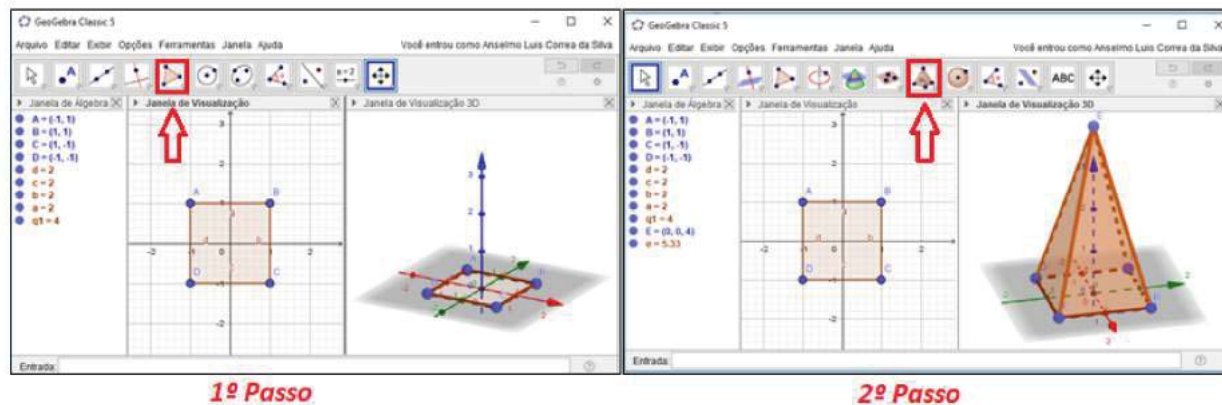 GeoGebra Classic 5
Arquivo Editar Exibir Opções Ferramentas Janela Ajuda
Você entrou como Anselmo Luis Correa da Silva
a=2
Janela de Álgebra
Janela de Visualização
Janela de Visualização 3D
A = (-1, 1)
B = (1, 1)
C = (1, -1)
D = (-1, -1)
d = 2
c = 2
b = 2
a = 2
q1 = 4
A
B
D
C
d
b
Entrada:
1º Passo
GeoGebra Classic 5
Arquivo Editar Exibir Opções Ferramentas Janela Ajuda
Você entrou como Anselmo Luis Correa da Silva
ABC
Janela de Álgebra
Janela de Visualização
Janela de Visualização 3D
A = (-1, 1)
B = (1, 1)
C = (1, -1)
D = (-1, -1)
d = 2
c = 2
b = 2
a = 2
q1 = 4
E = (0, 0, 4)
e = 5.33
A
B
D
C
d
b
E
Entrada:
2º Passo